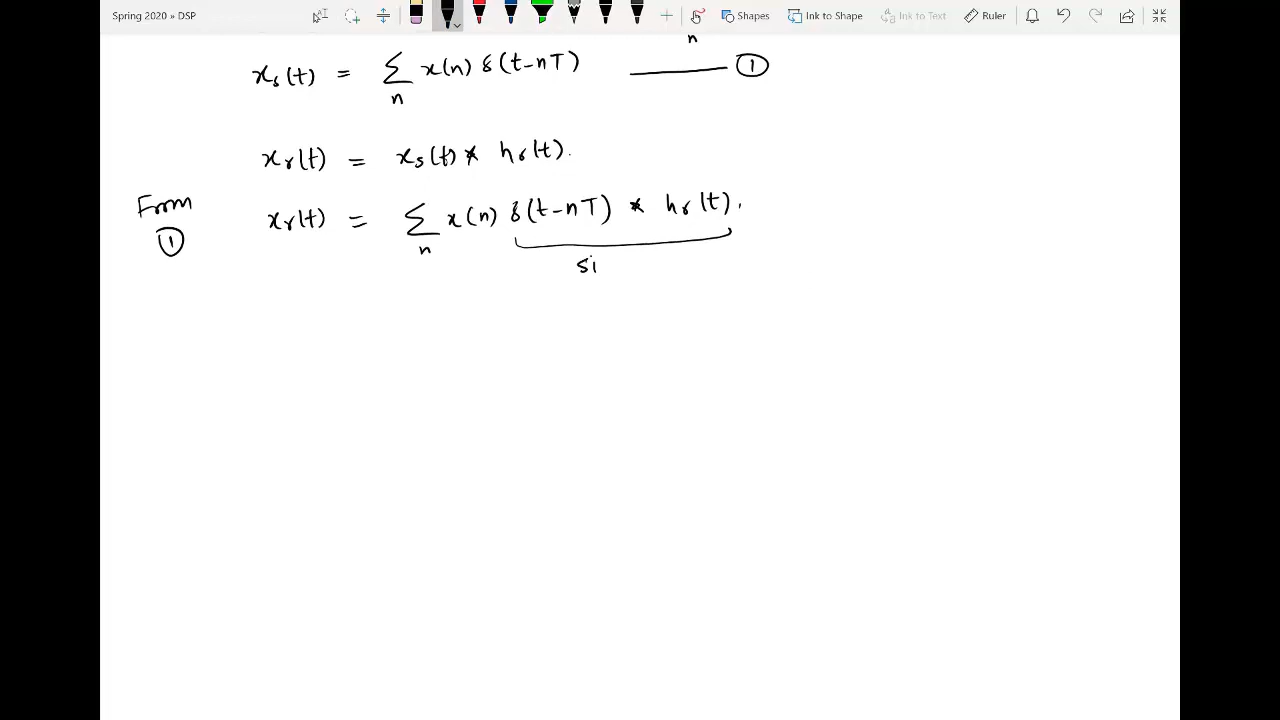 Spring 2020 » DSP
Shapes
Ink to Shape
Ink to Text
Ruler
n
xₛ(t) = ∑ x(n) δ(t-nT) ——— ①
n
xᵣ(t) = xₛ(t) * hᵣ(t).
From ① xᵣ(t) = ∑ x(n) δ(t-nT) * hᵣ(t).
n
si